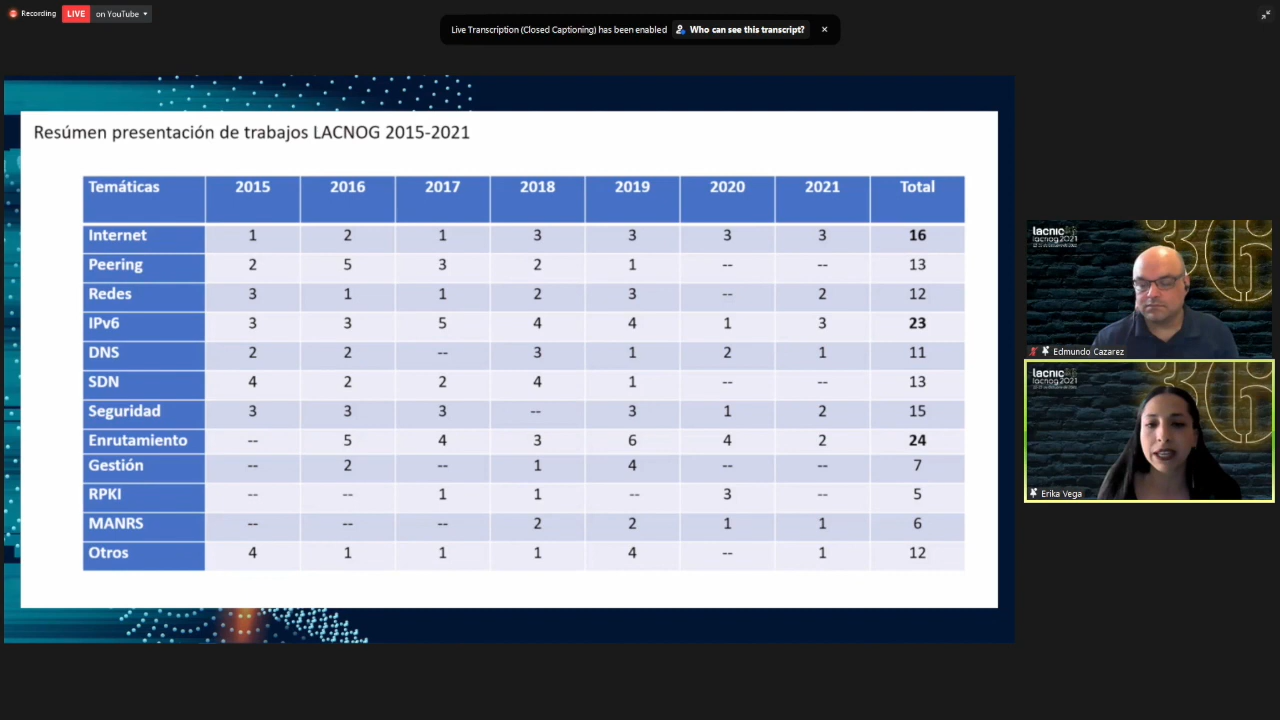 Recording LIVE on YouTube
Live Transcription (Closed Captioning) has been enabled Who can see this transcript?
Resúmen presentación de trabajos LACNOG 2015-2021
Temáticas 2015 2016 2017 2018 2019 2020 2021 Total
Internet 1 2 1 3 3 3 3 16
Peering 2 5 3 2 1 -- -- 13
Redes 3 1 1 2 3 -- 2 12
IPv6 3 3 5 4 4 1 3 23
DNS 2 2 -- 3 1 2 1 11
SDN 4 2 2 4 1 -- -- 13
Seguridad 3 3 3 -- 3 1 2 15
Enrutamiento -- 5 4 3 6 4 2 24
Gestión -- 2 -- 1 4 -- -- 7
RPKI -- -- 1 1 -- 3 -- 5
MANRS -- -- -- 2 2 1 1 6
Otros 4 1 1 1 4 -- 1 12
lacnic36
lacnog2021
Edmundo Cazarez
lacnic36
lacnog2021
Erika Vega